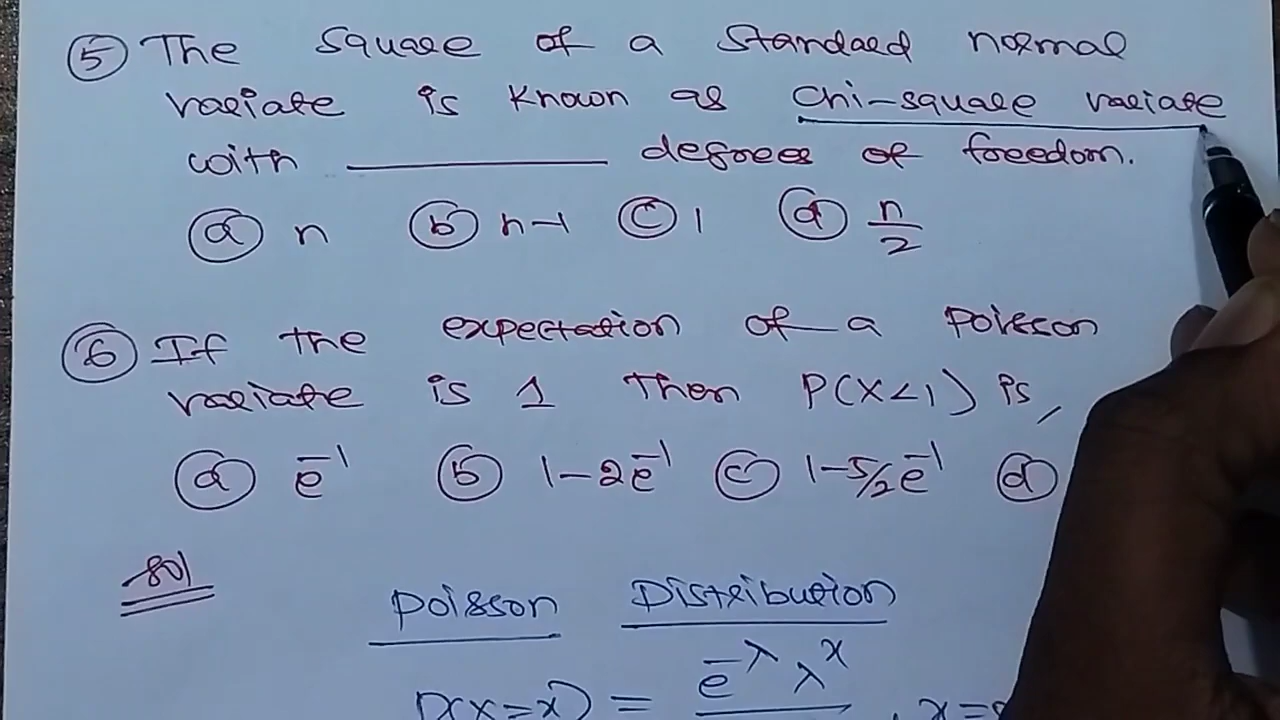 ⑤ The square of a standard normal
variate is known as chi-square variate
with ________ degrees of freedom.
ⓐ n ⓑ n-1 ⓒ 1 ⓓ n/2
⑥ If the expectation of a poisson
variate is 1 Then P(X<1) is,
ⓐ e⁻¹ ⓑ 1-2e⁻¹ ⓒ 1-5/2e⁻¹ ⓓ
Sol
Poisson Distribution
P(X=x) = e^-λ λ^x , x=